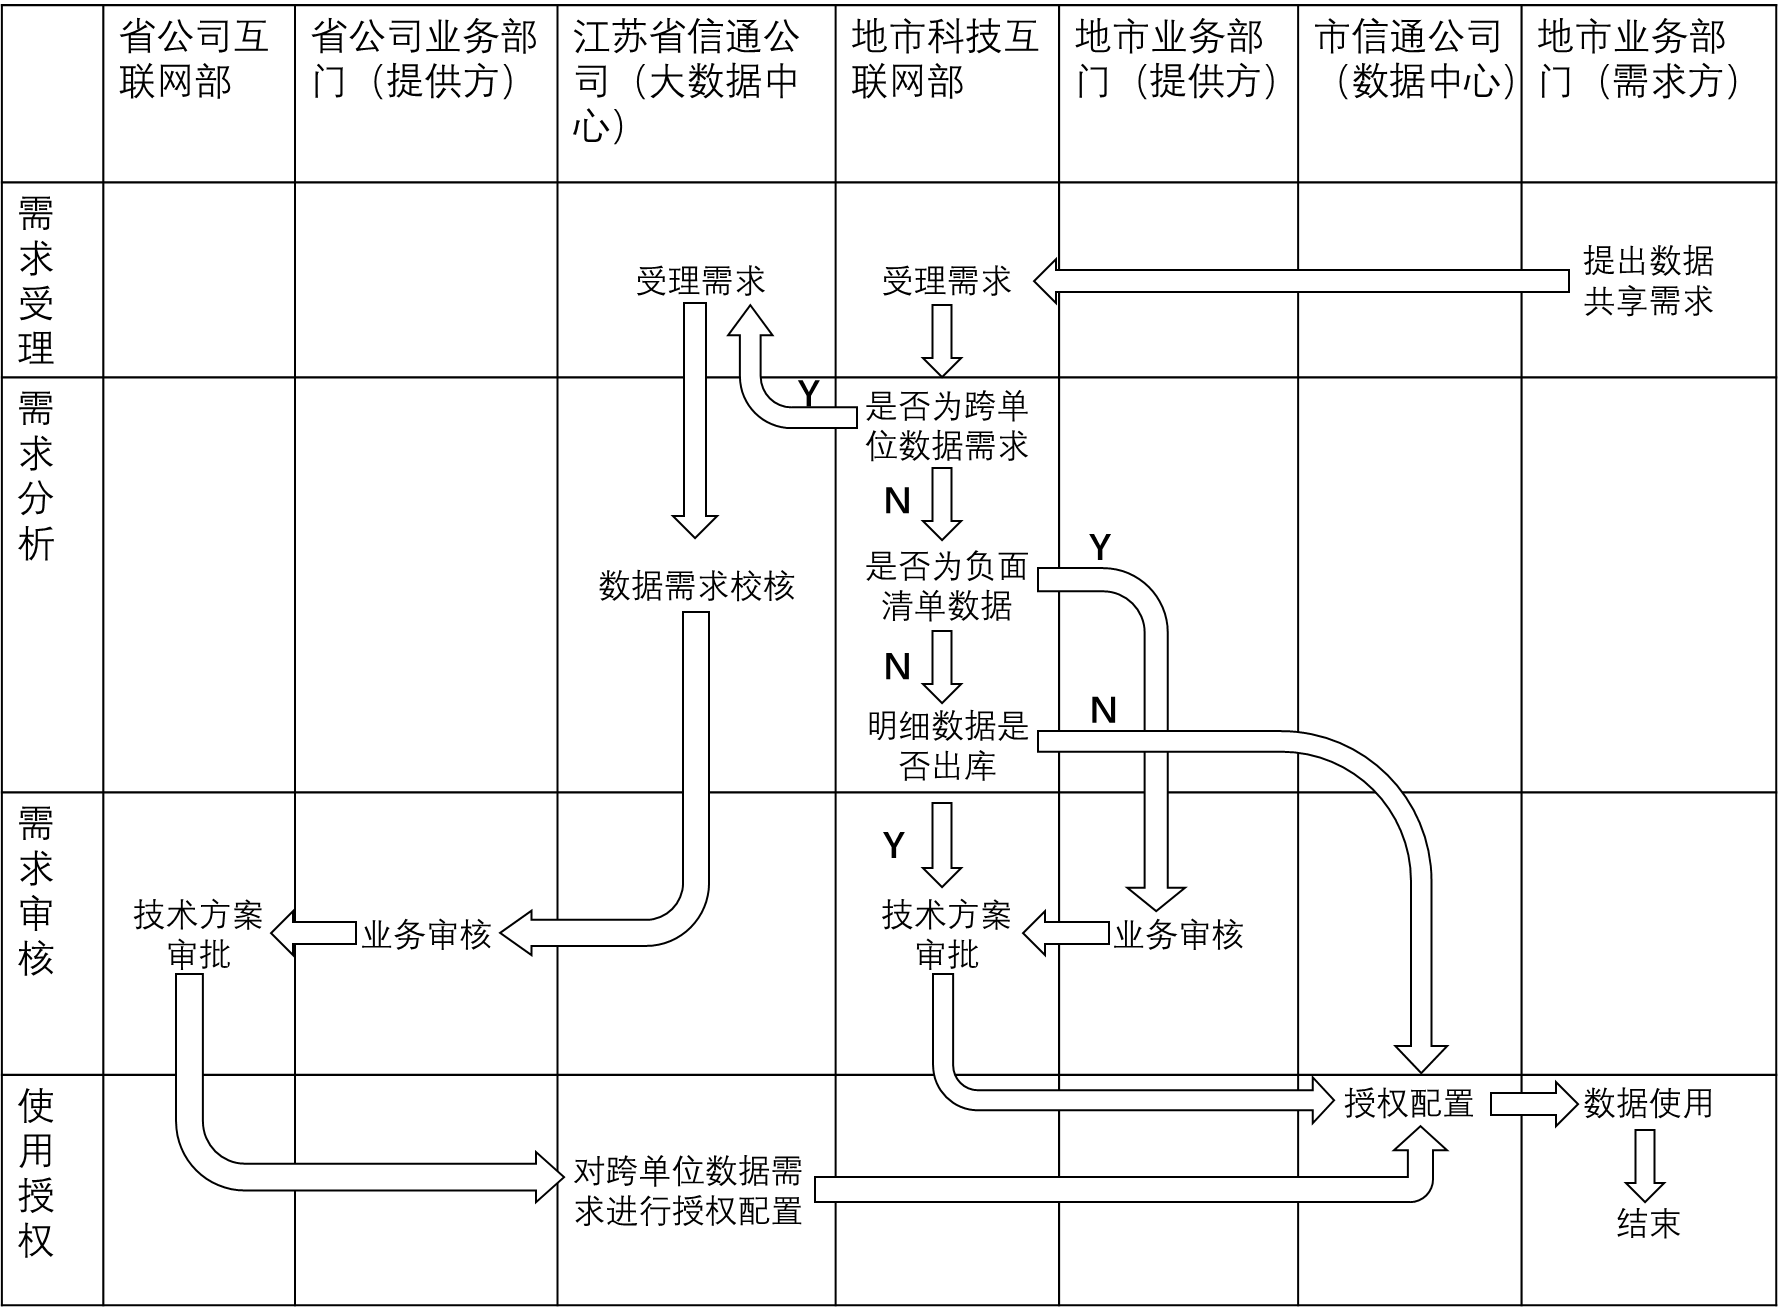 省公司互
联网部
省公司业务部
门（提供方）
江苏省信通公
司（大数据中
心）
地市科技互
联网部
地市业务部
门（提供方）
市信通公司
（数据中心）
地市业务部
门（需求方）
需
求
受
理
受理需求
受理需求
提出数据
共享需求
需
求
分
析
Y
是否为跨单
位数据需求
N
数据需求校核
是否为负面
清单数据
Y
N
明细数据是
否出库
N
需
求
审
核
Y
技术方案
审批
业务审核
技术方案
审批
业务审核
使
用
授
权
对跨单位数据需
求进行授权配置
授权配置
数据使用
结束